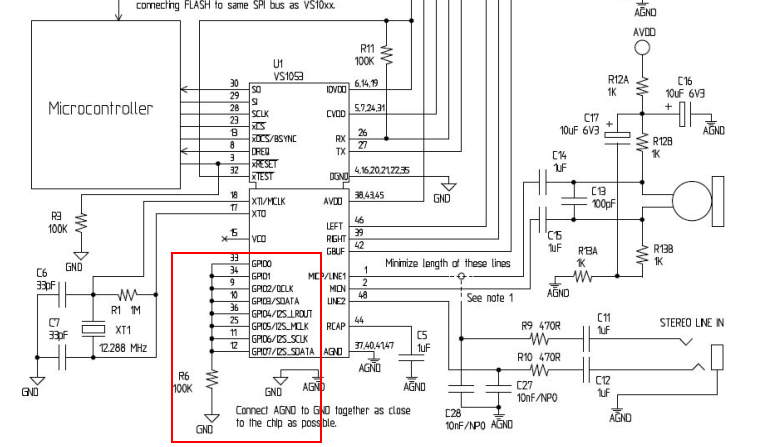 connecting FLASH to same SPI bus as VS10xx.
AGND
AVDD
R11
100K
U1
VS1053
R12A
1K
C16
10uF 6V3
+
AGND
Microcontroller
30
SO
IOVDD
6,14,19
29
SI
28
SCLK
CVDD
5,7,24,31
23
xCS
13
xDCS/BSYNC
RX
26
8
DREQ
TX
27
3
xRESET
32
xTEST
DGND
4,16,20,21,22,35
GND
C17
10uF 6V3
+
R12B
1K
C14
1uF
C13
100pF
C15
1uF
R13A
1K
R13B
1K
AGND
18
XTI/MCLK
AVDD
38,43,45
17
XTO
R3
100K
GND
LEFT
46
15
VCO
RIGHT
39
GBUF
42
33
GPIO0
34
GPIO1
MICP/LINE1
1
9
GPIO2/DCLK
MICN
2
10
GPIO3/SDATA
LINE2
48
36
GPIO4/I2S_LROUT
25
GPIO5/I2S_MCLK
RCAP
44
11
GPIO6/I2S_SCLK
12
GPIO7/I2S_SDATA
AGND
37,40,41,47
Minimize length of these lines
See note 1
C6
33pF
R1 1M
C7
33pF
XT1
12.288 MHz
GND
R6
100K
GND
GND
AGND
AGND
C5
1uF
AGND
Connect AGND to GND together as close
to the chip as possible.
R9 470R
C11
1uF
R10 470R
C12
1uF
STEREO LINE IN
C28
10nF/NP0
C27
10nF/NP0
AGND
AGND